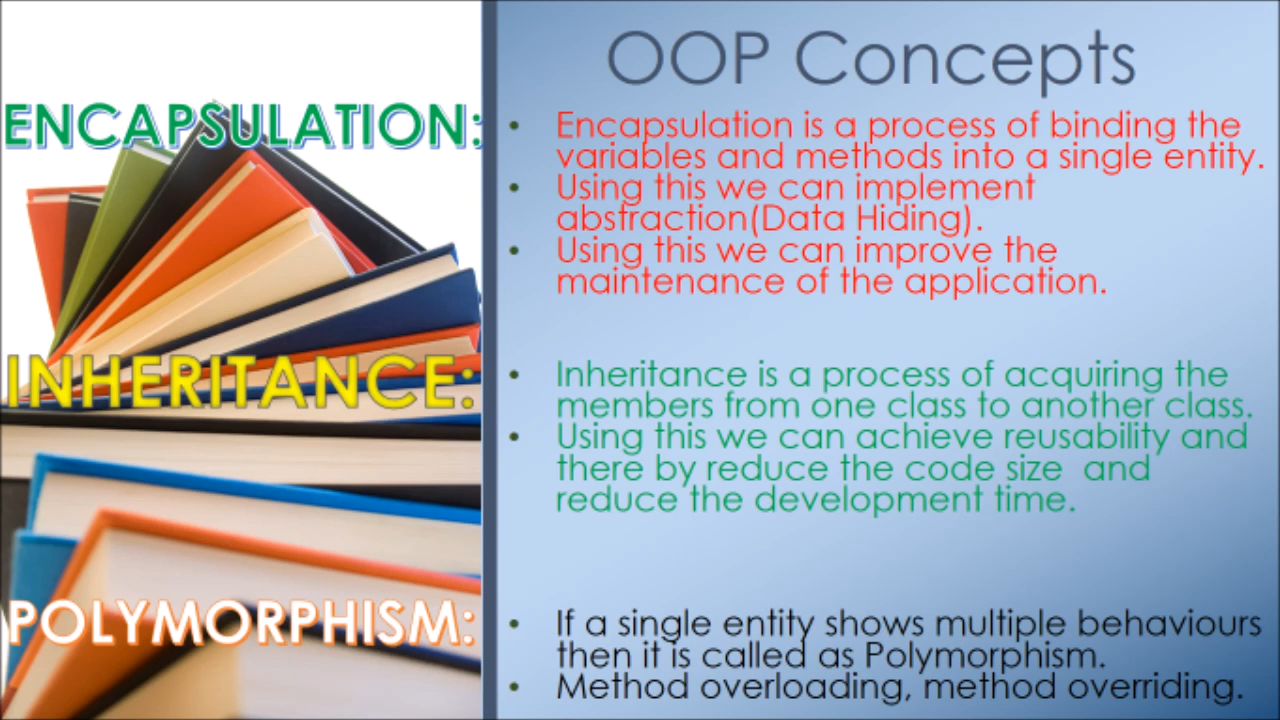 OOP Concepts
ENCAPSULATION:
• Encapsulation is a process of binding the
variables and methods into a single entity.
• Using this we can implement
abstraction(Data Hiding).
• Using this we can improve the
maintenance of the application.
INHERITANCE:
• Inheritance is a process of acquiring the
members from one class to another class.
• Using this we can achieve reusability and
there by reduce the code size  and
reduce the development time.
POLYMORPHISM:
• If a single entity shows multiple behaviours
then it is called as Polymorphism.
• Method overloading, method overriding.